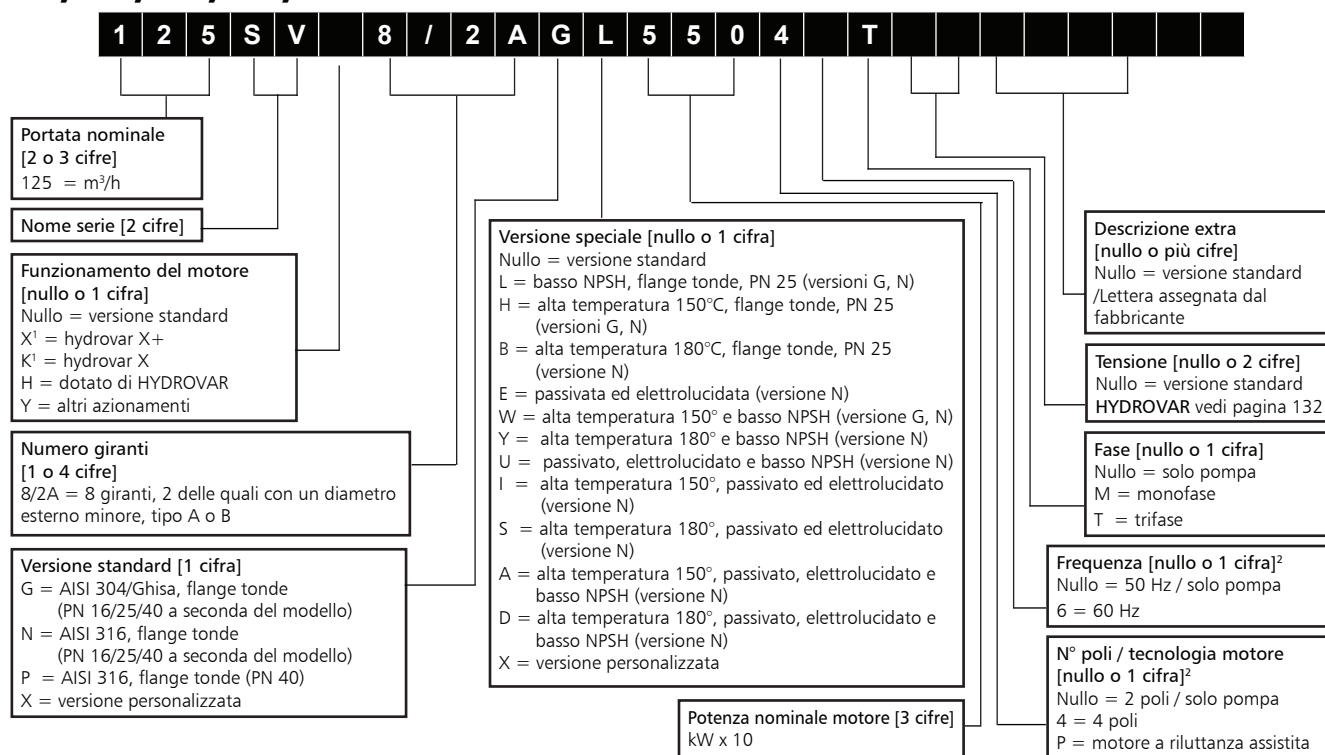 1 2 5 S V 8 / 2 A G L 5 5 0 4 T
Portata nominale
[2 o 3 cifre]
125 = m³/h
Nome serie [2 cifre]
Funzionamento del motore
[nullo o 1 cifra]
Nullo = versione standard
X¹ = hydrovar X+
K¹ = hydrovar X
H = dotato di HYDROVAR
Y = altri azionamenti
Numero giranti
[1 o 4 cifre]
8/2A = 8 giranti, 2 delle quali con un diametro
esterno minore, tipo A o B
Versione standard [1 cifra]
G = AISI 304/Ghisa, flange tonde
(PN 16/25/40 a seconda del modello)
N = AISI 316, flange tonde
(PN 16/25/40 a seconda del modello)
P = AISI 316, flange tonde (PN 40)
X = versione personalizzata
Versione speciale [nullo o 1 cifra]
Nullo = versione standard
L = basso NPSH, flange tonde, PN 25 (versioni G, N)
H = alta temperatura 150°C, flange tonde, PN 25
(versioni G, N)
B = alta temperatura 180°C, flange tonde, PN 25
(versione N)
E = passivata ed elettrolucidata (versione N)
W = alta temperatura 150° e basso NPSH (versione G, N)
Y = alta temperatura 180° e basso NPSH (versione N)
U = passivato, elettrolucidato e basso NPSH (versione N)
I = alta temperatura 150°, passivato ed elettrolucidato
(versione N)
S = alta temperatura 180°, passivato ed elettrolucidato
(versione N)
A = alta temperatura 150°, passivato, elettrolucidato e
basso NPSH (versione N)
D = alta temperatura 180°, passivato, elettrolucidato e
basso NPSH (versione N)
X = versione personalizzata
Potenza nominale motore [3 cifre]
kW x 10
Descrizione extra
[nullo o più cifre]
Nullo = versione standard
/Lettera assegnata dal
fabbricante
Tensione [nullo o 2 cifre]
Nullo = versione standard
HYDROVAR vedi pagina 132
Fase [nullo o 1 cifra]
Nullo = solo pompa
M = monofase
T = trifase
Frequenza [nullo o 1 cifra]²
Nullo = 50 Hz / solo pompa
6 = 60 Hz
N° poli / tecnologia motore
[nullo o 1 cifra]²
Nullo = 2 poli / solo pompa
4 = 4 poli
P = motore a riluttanza assistita